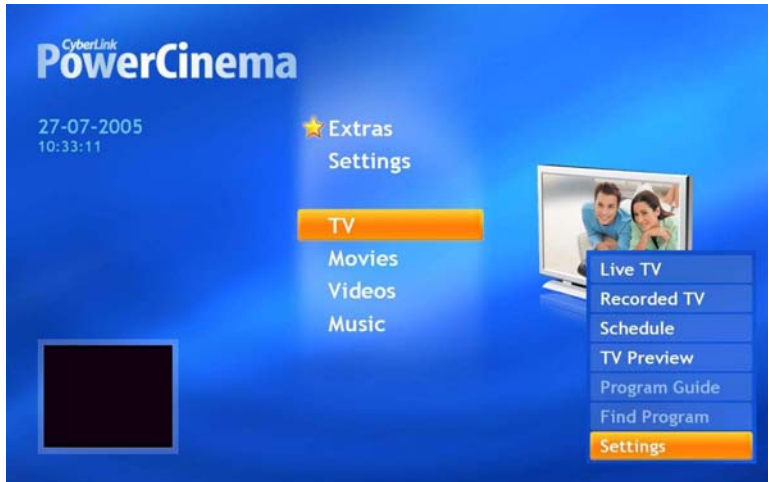 CyberLink
PowerCinema
27-07-2005
10:33:11
Extras
Settings
TV
Movies
Videos
Music
Live TV
Recorded TV
Schedule
TV Preview
Program Guide
Find Program
Settings